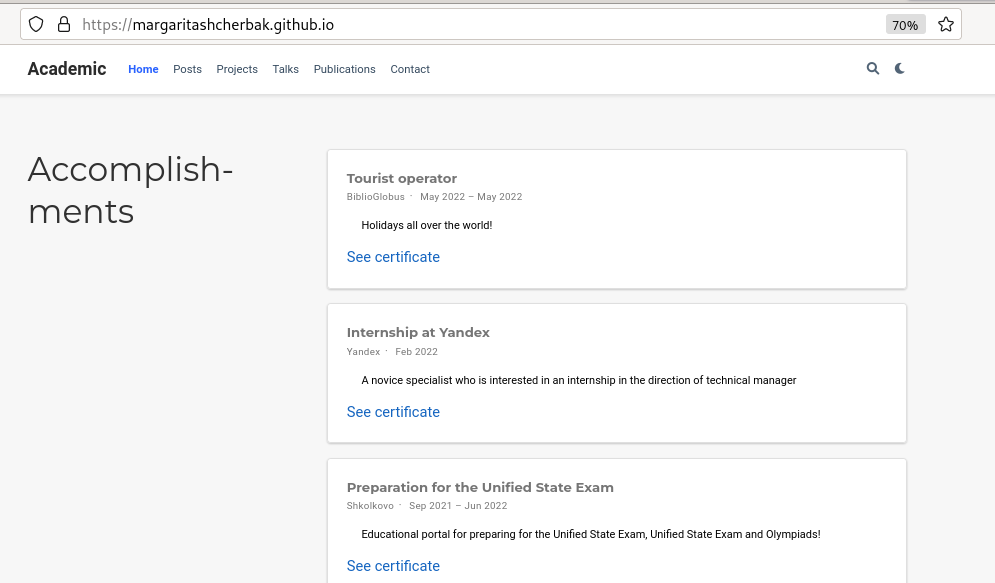 https://margaritashcherbak.github.io 70%
Academic Home Posts Projects Talks Publications Contact
Accomplish-
ments
Tourist operator
BiblioGlobus · May 2022 – May 2022
Holidays all over the world!
See certificate
Internship at Yandex
Yandex · Feb 2022
A novice specialist who is interested in an internship in the direction of technical manager
See certificate
Preparation for the Unified State Exam
Shkolkovo · Sep 2021 – Jun 2022
Educational portal for preparing for the Unified State Exam, Unified State Exam and Olympiads!
See certificate